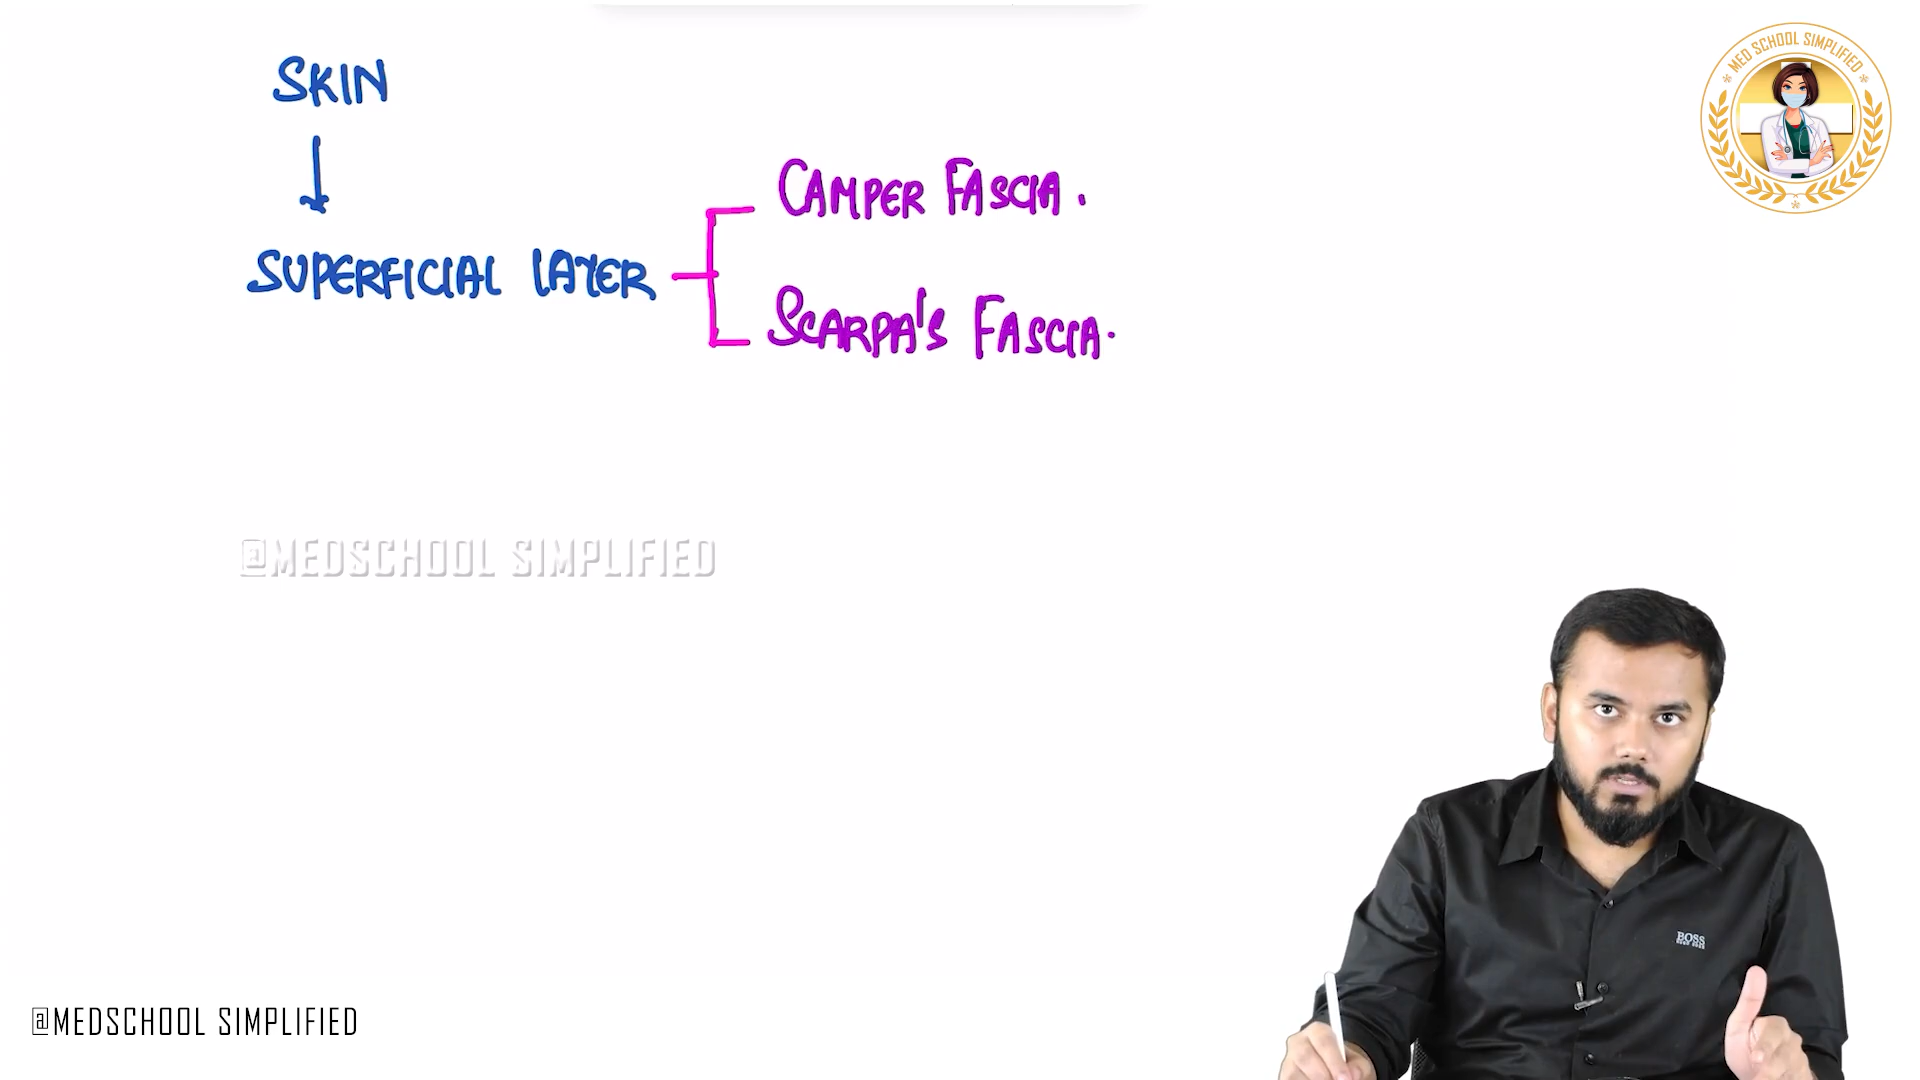 SKIN
SUPERFICIAL LAYER
CAMPER FASCIA.
SCARPA'S FASCIA.
MED SCHOOL SIMPLIFIED
@MEDSCHOOL SIMPLIFIED
BOSS
@MEDSCHOOL SIMPLIFIED